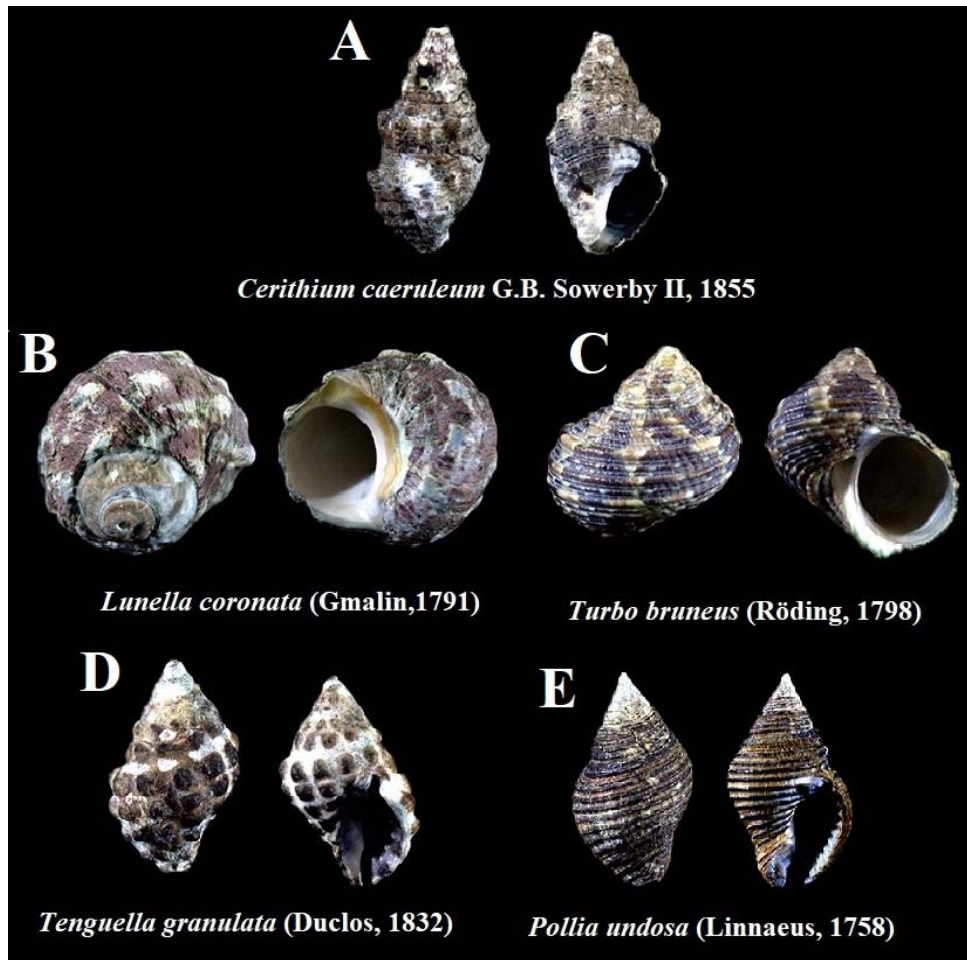 A
Cerithium caeruleum G.B. Sowerby II, 1855
B
C
Lunella coronata (Gmalin,1791)
Turbo bruneus (Röding, 1798)
D
E
Tenguella granulata (Duclos, 1832)
Pollia undosa (Linnaeus, 1758)